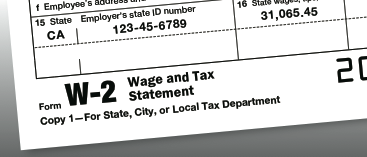 f Employee's address and
15 State Employer's state ID number 16 State wages,
CA 123-45-6789 31,065.45
Form W-2 Wage and Tax
Statement
20
Copy 1—For State, City, or Local Tax Department